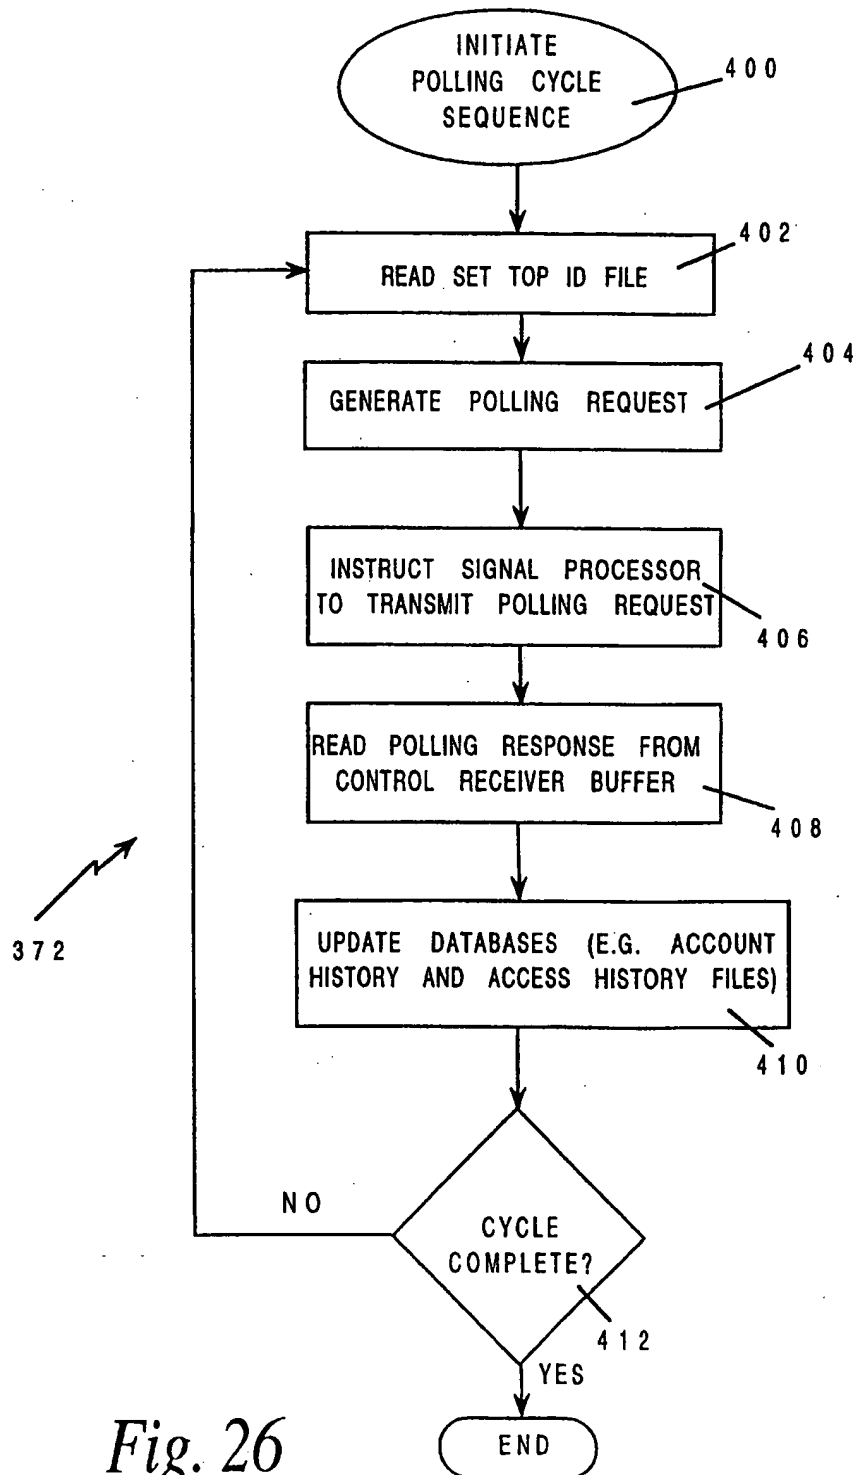 INITIATE
POLLING CYCLE
SEQUENCE
400
402
READ SET TOP ID FILE
404
GENERATE POLLING REQUEST
INSTRUCT SIGNAL PROCESSOR
TO TRANSMIT POLLING REQUEST
406
READ POLLING RESPONSE FROM
CONTROL RECEIVER BUFFER
408
372
UPDATE DATABASES (E.G. ACCOUNT
HISTORY AND ACCESS HISTORY FILES)
410
NO
CYCLE
COMPLETE?
412
YES
END
Fig. 26